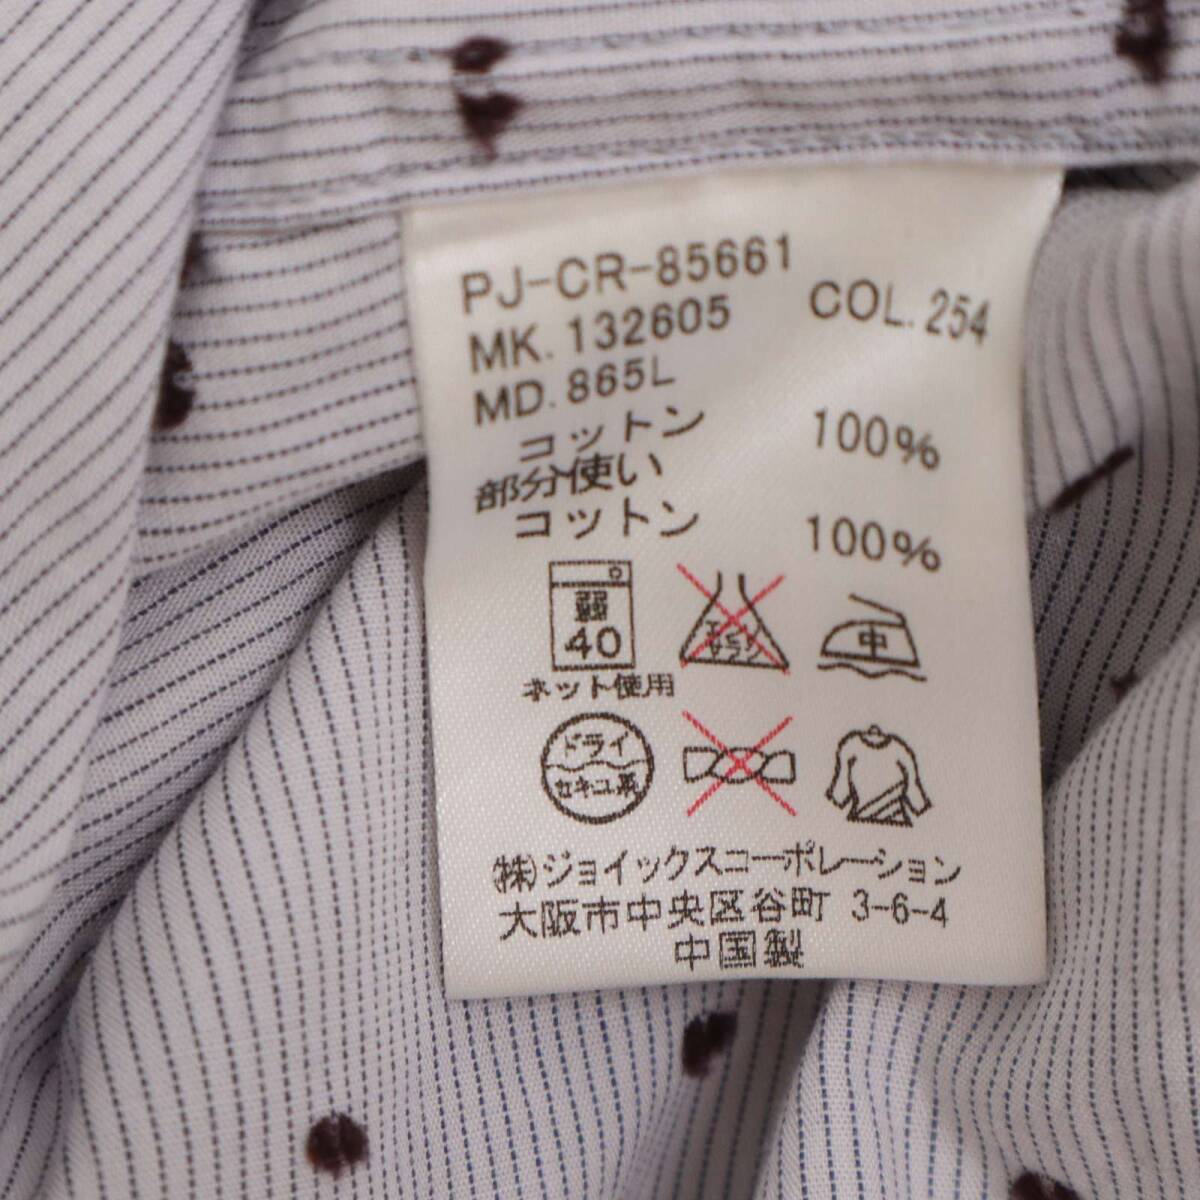 PJ-CR-85661
MK. 132605 COL. 254
MD. 865L
コットン 100%
部分使い
コットン 100%
弱
40
エンソ
サラシ
中
ネット使用
ドライ
セキユ系
㈱ジョイックスコーポレーション
大阪市中央区谷町 3-6-4
中国製